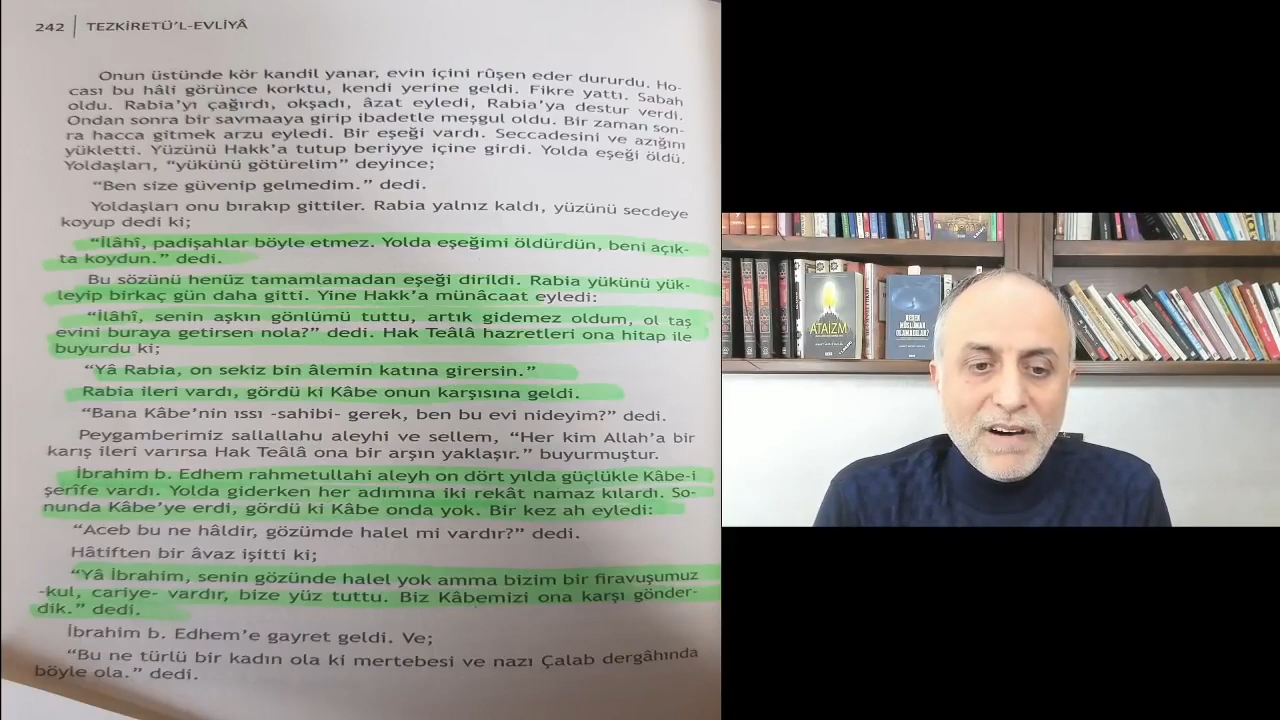 242 | TEZKİRETÜ'L-EVLİYÂ
Onun üstünde kör kandil yanar, evin içini rûşen eder dururdu. Ho-
cası bu hâli görünce korktu, kendi yerine geldi. Fikre yattı. Sabah
oldu. Rabia'yı çağırdı, okşadı, âzat eyledi, Rabia'ya destur verdi.
Ondan sonra bir savmaaya girip ibadetle meşgul oldu. Bir zaman son-
ra hacca gitmek arzu eyledi. Bir eşeği vardı. Seccadesini ve azığını
yükletti. Yüzünü Hakk'a tutup beriyye içine girdi. Yolda eşeği öldü.
Yoldaşları, “yükünü götürelim” deyince;
“Ben size güvenip gelmedim.” dedi.
Yoldaşları onu bırakıp gittiler. Rabia yalnız kaldı, yüzünü secdeye
koyup dedi ki;
“İlâhî, padişahlar böyle etmez. Yolda eşeğimi öldürdün, beni açık-
ta koydun.” dedi.
Bu sözünü henüz tamamlamadan eşeği dirildi. Rabia yükünü yük-
leyip birkaç gün daha gitti. Yine Hakk'a münâcaat eyledi:
“İlâhî, senin aşkın gönlümü tuttu, artık gidemez oldum, ol taş
evini buraya getirsen nola?” dedi. Hak Teâlâ hazretleri ona hitap ile
buyurdu ki;
“Yâ Rabia, on sekiz bin âlemin katına girersin.”
Rabia ileri vardı, gördü ki Kâbe onun karşısına geldi.
“Bana Kâbe'nin ıssı -sahibi- gerek, ben bu evi nideyim?” dedi.
Peygamberimiz sallallahu aleyhi ve sellem, “Her kim Allah'a bir
karış ileri varırsa Hak Teâlâ ona bir arşın yaklaşır.” buyurmuştur.
İbrahim b. Edhem rahmetullahi aleyh on dört yılda güçlükle Kâbe-i
şerîfe vardı. Yolda giderken her adımına iki rekât namaz kılardı. So-
nunda Kâbe'ye erdi, gördü ki Kâbe onda yok. Bir kez ah eyledi:
“Aceb bu ne hâldir, gözümde halel mi vardır?” dedi.
Hâtiften bir âvaz işitti ki;
“Yâ İbrahim, senin gözünde halel yok amma bizim bir firavuşumuz
-kul, cariye- vardır, bize yüz tuttu. Biz Kâbemizi ona karşı gönder-
dik.” dedi.
İbrahim b. Edhem'e gayret geldi. Ve;
“Bu ne türlü bir kadın ola ki mertebesi ve nazı Çalab dergâhında
böyle ola.” dedi.
ATAİZM
NEDEN
MÜSLÜMAN
OLAMADILAR?